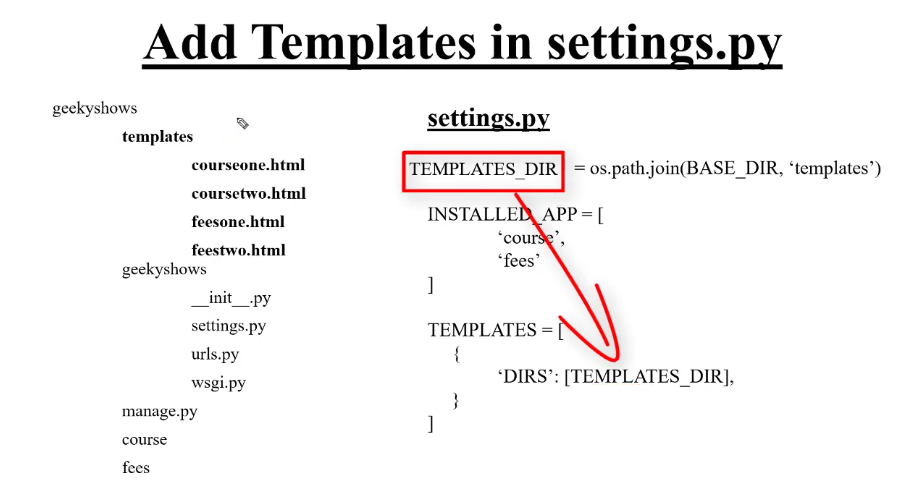 Add Templates in settings.py
geekyshows
templates
courseone.html
coursetwo.html
feesone.html
feestwo.html
geekyshows
__init__.py
settings.py
urls.py
wsgi.py
manage.py
course
fees
settings.py
TEMPLATES_DIR = os.path.join(BASE_DIR, ‘templates’)
INSTALLED_APP = [
‘course’,
‘fees’
]
TEMPLATES = [
{
‘DIRS’: [TEMPLATES_DIR],
}
]